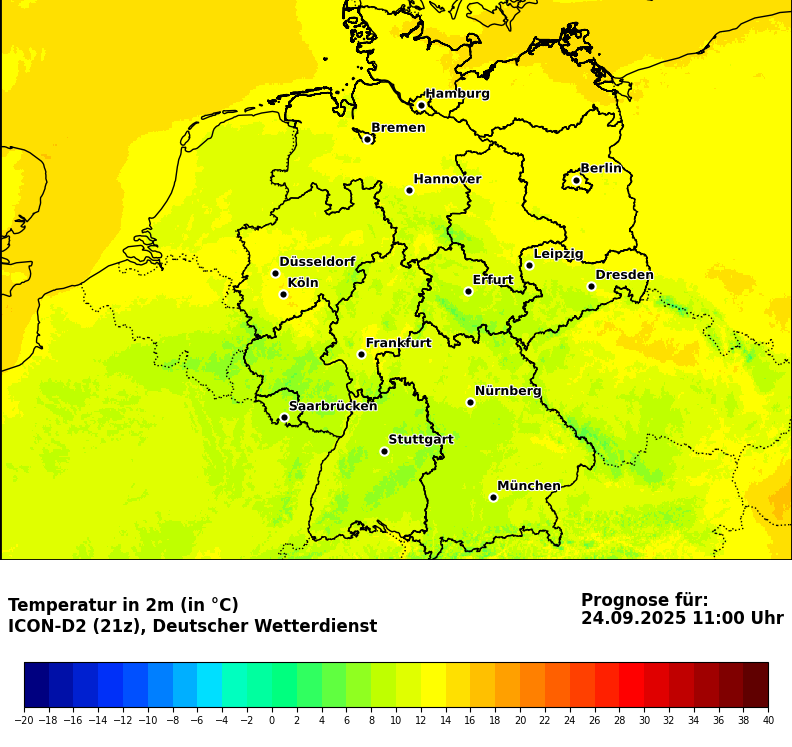 Hamburg
Bremen
Berlin
Hannover
Leipzig
Düsseldorf
Dresden
Köln
Erfurt
Frankfurt
Nürnberg
Saarbrücken
Stuttgart
München
Temperatur in 2m (in °C)
ICON-D2 (21z), Deutscher Wetterdienst
Prognose für:
24.09.2025 11:00 Uhr
−20 −18 −16 −14 −12 −10 −8 −6 −4 −2 0 2 4 6 8 10 12 14 16 18 20 22 24 26 28 30 32 34 36 38 40